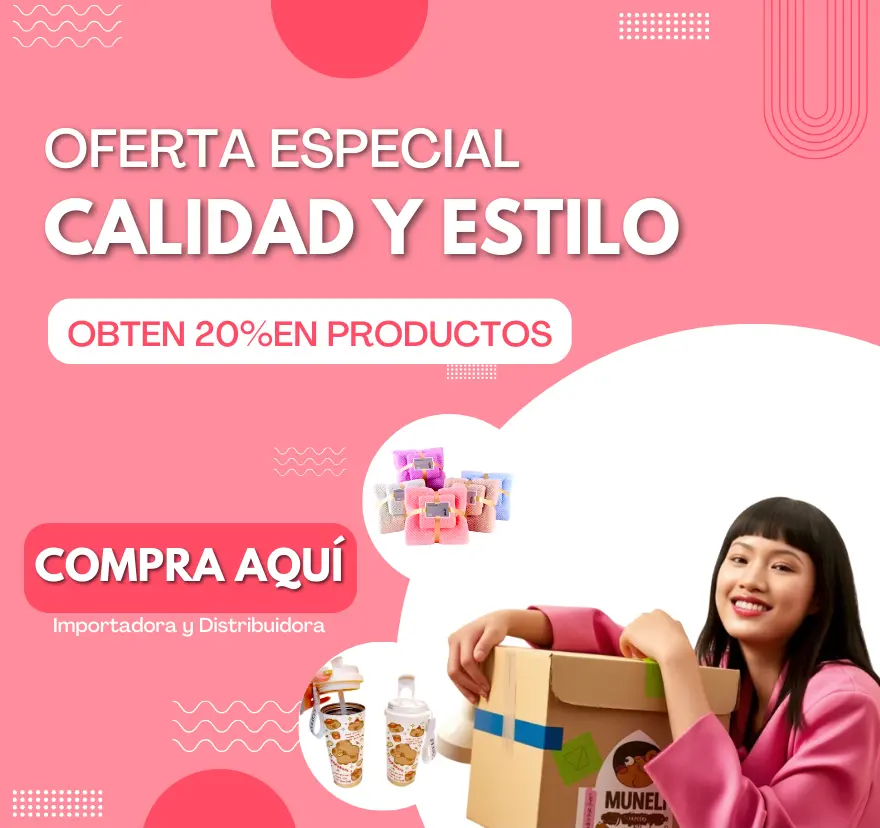 OFERTA ESPECIAL
CALIDAD Y ESTILO
OBTEN 20%EN PRODUCTOS
COMPRA AQUÍ
Importadora y Distribuidora
MUNELI